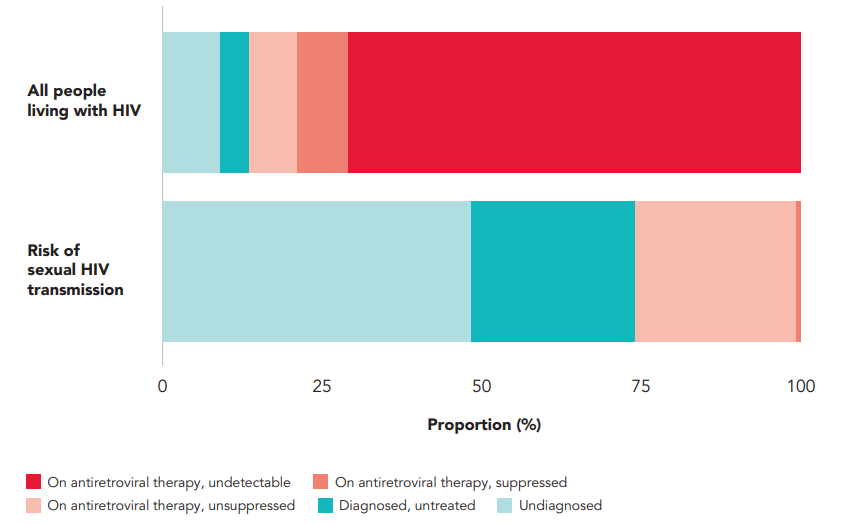 All people
living with HIV
Risk of
sexual HIV
transmission
0 25 50 75 100
Proportion (%)
On antiretroviral therapy, undetectable On antiretroviral therapy, suppressed
On antiretroviral therapy, unsuppressed Diagnosed, untreated Undiagnosed